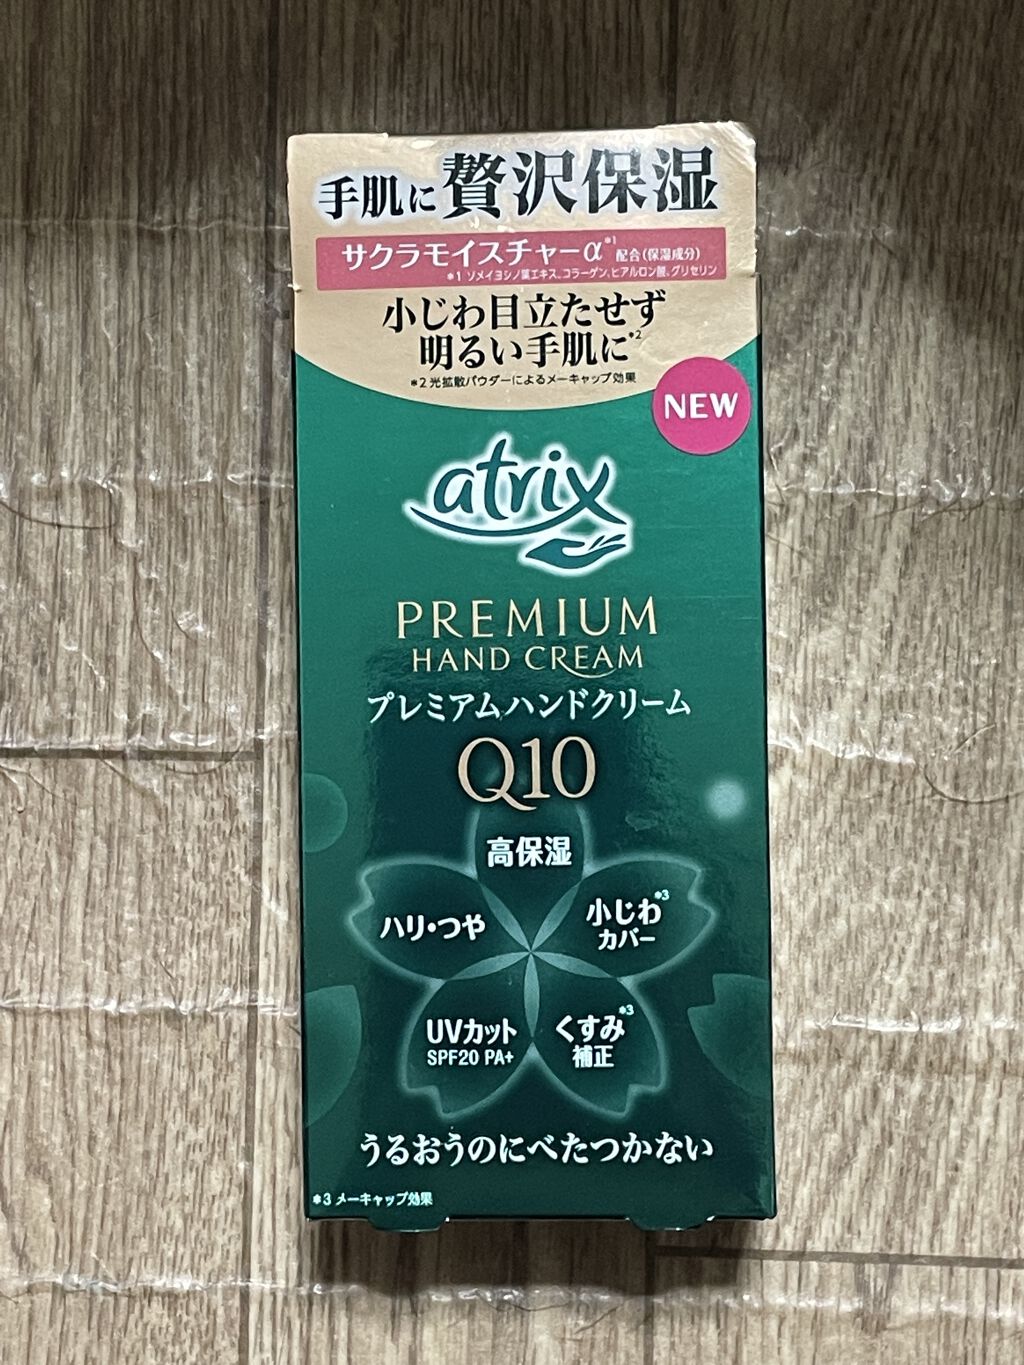 手肌に贅沢保湿
サクラモイスチャーα*1 配合(保湿成分)
*1 ソメイヨシノ葉エキス、コラーゲン、ヒアルロン酸、グリセリン
小じわ目立たせず
明るい手肌に*2
*2 光拡散パウダーによるメーキャップ効果
NEW
atrix
PREMIUM
HAND CREAM
プレミアムハンドクリーム
Q10
高保湿
ハリ・つや
小じわ*3
カバー
UVカット
SPF20 PA+
くすみ*3
補正
うるおうのにべたつかない
*3 メーキャップ効果